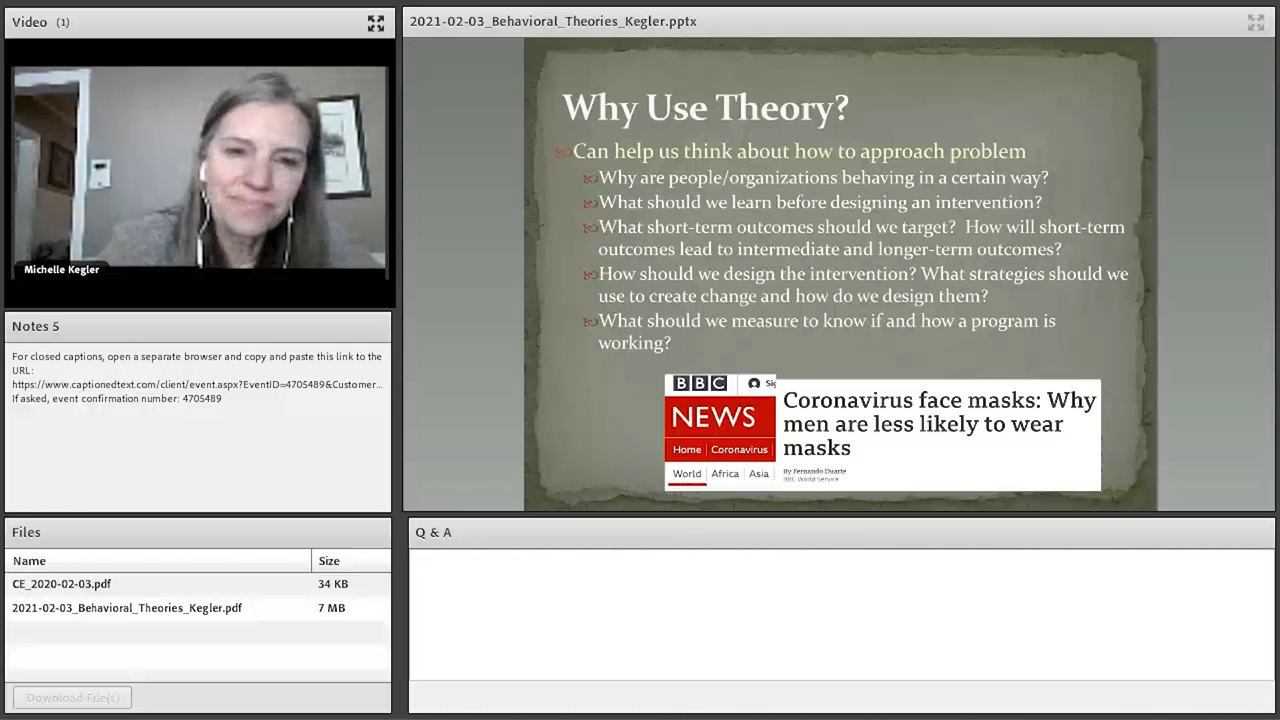 Video (1)
Michelle Kegler
Notes 5
For closed captions, open a separate browser and copy and paste this link to the
URL:
https://www.captionedtext.com/client/event.aspx?EventID=4705489&Customer...
If asked, event confirmation number: 4705489
Files
Name Size
CE_2020-02-03.pdf 34 KB
2021-02-03_Behavioral_Theories_Kegler.pdf 7 MB
Download File(s)
2021-02-03_Behavioral_Theories_Kegler.pptx
Why Use Theory?
Can help us think about how to approach problem
Why are people/organizations behaving in a certain way?
What should we learn before designing an intervention?
What short-term outcomes should we target? How will short-term
outcomes lead to intermediate and longer-term outcomes?
How should we design the intervention? What strategies should we
use to create change and how do we design them?
What should we measure to know if and how a program is
working?
BBC Sig
NEWS
Home Coronavirus
World Africa Asia
Coronavirus face masks: Why
men are less likely to wear
masks
By Fernando Duarte
BBC World Service
Q & A